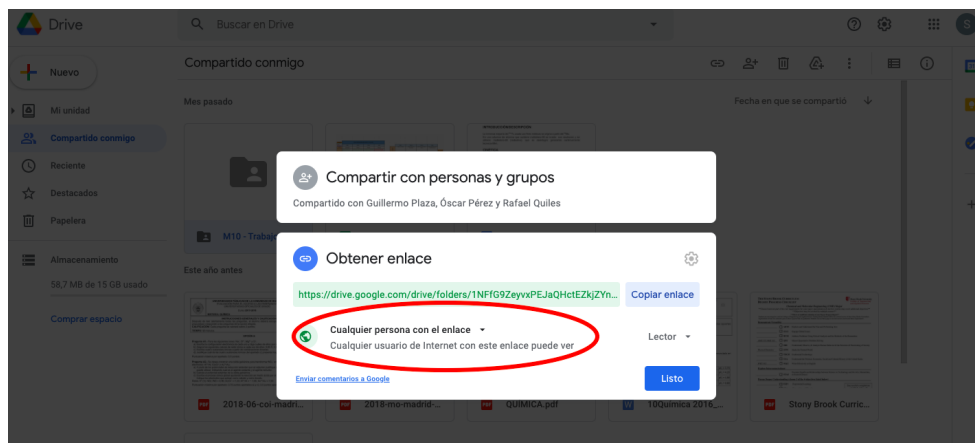 Drive
Buscar en Drive
Nuevo
Compartido conmigo
Mi unidad
Compartido conmigo
Reciente
Destacados
Papelera
Almacenamiento
58,7 MB de 15 GB usado
Comprar espacio
Mes pasado
Fecha en que se compartió
M10 - Trabaj
Este año antes
Compartir con personas y grupos
Compartido con Guillermo Plaza, Óscar Pérez y Rafael Quiles
Obtener enlace
https://drive.google.com/drive/folders/1NFfG9ZeyvxPEJaQHctEZkjZYn...
Copiar enlace
Cualquier persona con el enlace
Cualquier usuario de Internet con este enlace puede ver
Lector
Enviar comentarios a Google
Listo
PDF 2018-06-coi-madri...
PDF 2018-mo-madrid-...
PDF QUIMICA.pdf
W 10Quimica 2016_...
PDF Stony Brook Curric...